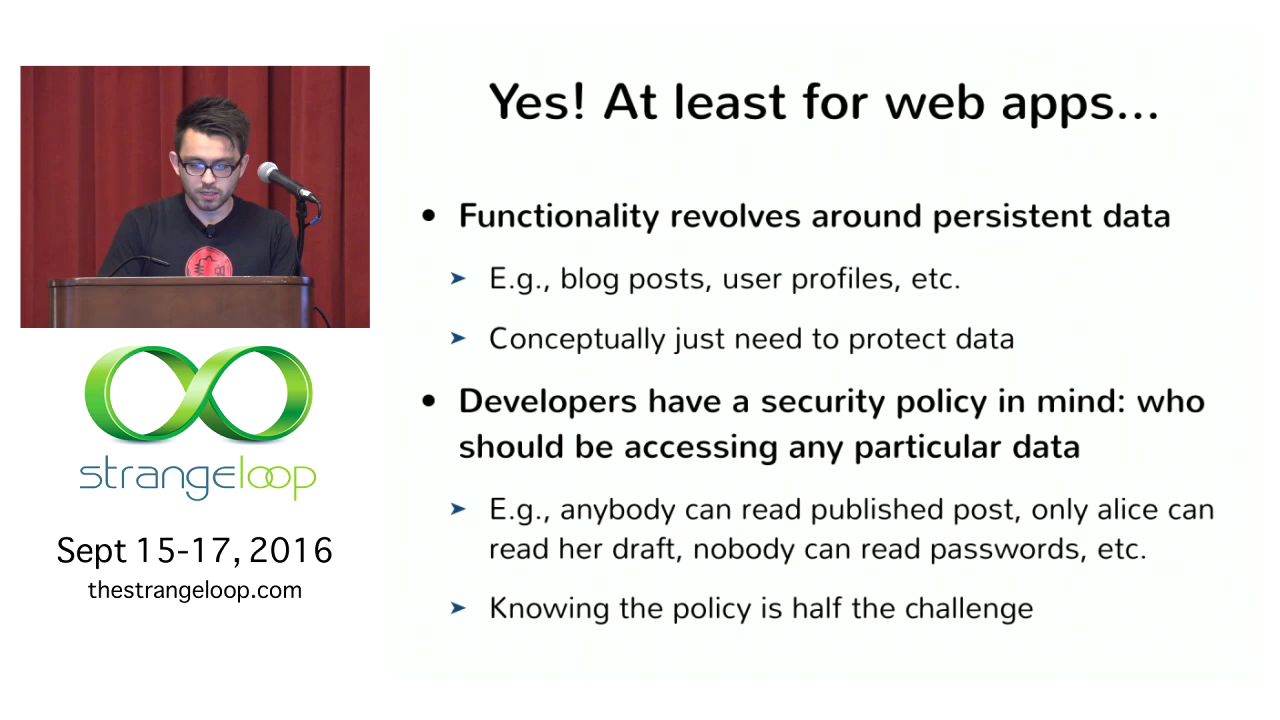 Yes! At least for web apps...
• Functionality revolves around persistent data
➤ E.g., blog posts, user profiles, etc.
➤ Conceptually just need to protect data
• Developers have a security policy in mind: who
should be accessing any particular data
➤ E.g., anybody can read published post, only alice can
read her draft, nobody can read passwords, etc.
➤ Knowing the policy is half the challenge
strangeloop
Sept 15-17, 2016
thestrangeloop.com